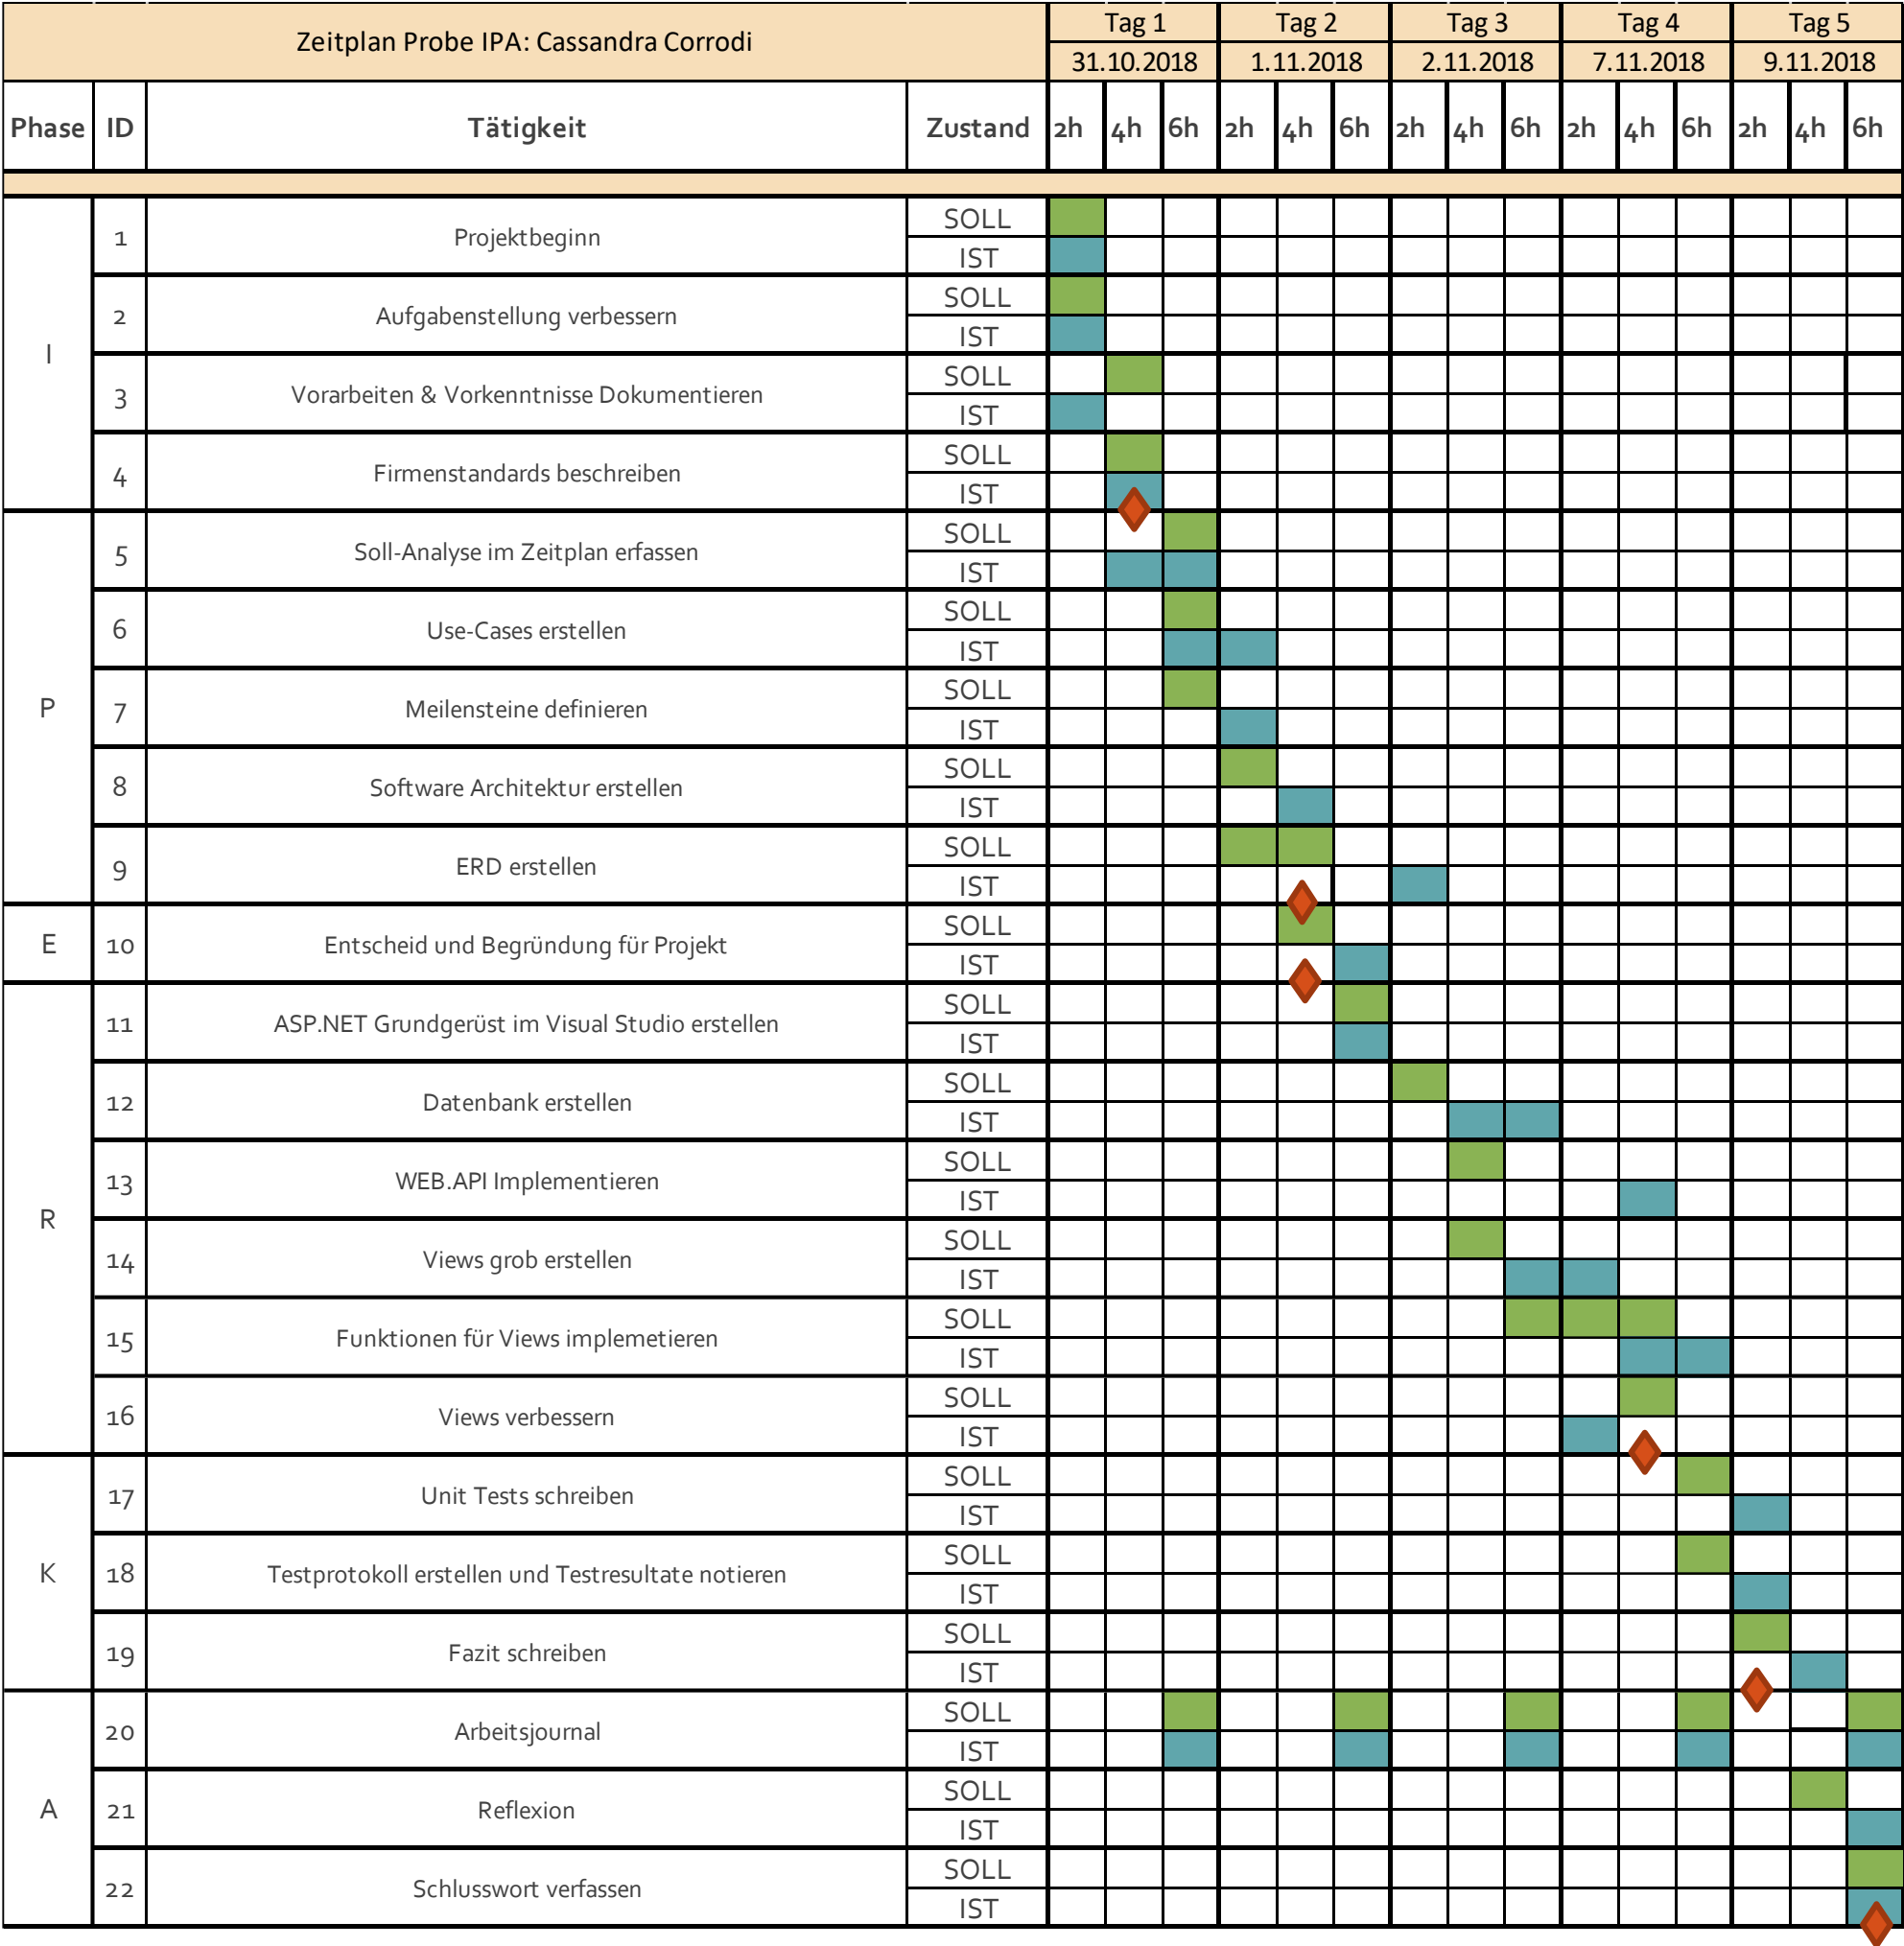 Zeitplan Probe IPA: Cassandra Corrodi
Tag 1 Tag 2 Tag 3 Tag 4 Tag 5
31.10.2018 1.11.2018 2.11.2018 7.11.2018 9.11.2018
Phase ID Tätigkeit Zustand 2h 4h 6h 2h 4h 6h 2h 4h 6h 2h 4h 6h 2h 4h 6h
I
1 Projektbeginn SOLL
IST
2 Aufgabenstellung verbessern SOLL
IST
3 Vorarbeiten & Vorkenntnisse Dokumentieren SOLL
IST
4 Firmenstandards beschreiben SOLL
IST
P
5 Soll-Analyse im Zeitplan erfassen SOLL
IST
6 Use-Cases erstellen SOLL
IST
7 Meilensteine definieren SOLL
IST
8 Software Architektur erstellen SOLL
IST
9 ERD erstellen SOLL
IST
E
10 Entscheid und Begründung für Projekt SOLL
IST
R
11 ASP.NET Grundgerüst im Visual Studio erstellen SOLL
IST
12 Datenbank erstellen SOLL
IST
13 WEB.API Implementieren SOLL
IST
14 Views grob erstellen SOLL
IST
15 Funktionen für Views implemetieren SOLL
IST
16 Views verbessern SOLL
IST
K
17 Unit Tests schreiben SOLL
IST
18 Testprotokoll erstellen und Testresultate notieren SOLL
IST
19 Fazit schreiben SOLL
IST
A
20 Arbeitsjournal SOLL
IST
21 Reflexion SOLL
IST
22 Schlusswort verfassen SOLL
IST